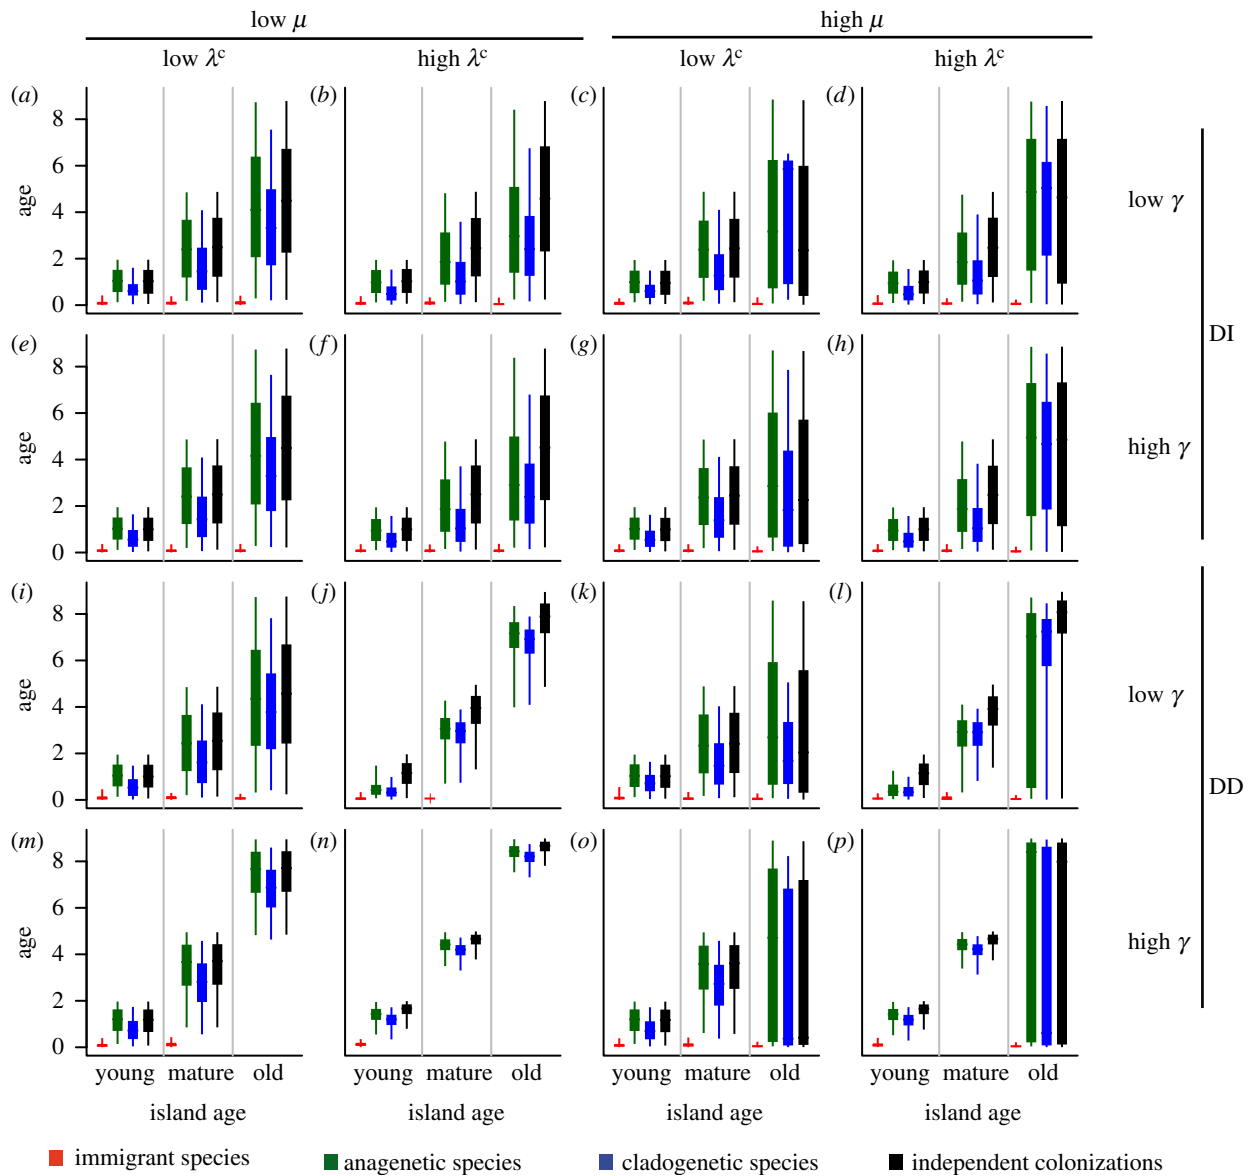 low μ high μ
low λᶜ high λᶜ low λᶜ high λᶜ
(a) (b) (c) (d)
8
6
4
2
0
age
low γ
(e) (f) (g) (h)
8
6
4
2
0
age
high γ
DI
(i) (j) (k) (l)
8
6
4
2
0
age
low γ
(m) (n) (o) (p)
8
6
4
2
0
age
high γ
DD
young mature old young mature old young mature old young mature old
island age island age island age island age
immigrant species anagenetic species cladogenetic species independent colonizations